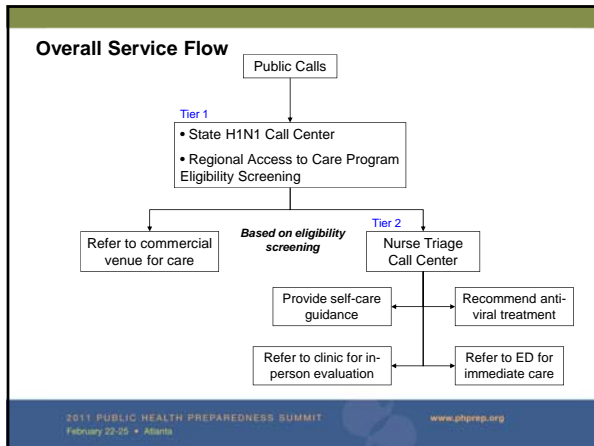 Overall Service Flow
Public Calls
Tier 1
• State H1N1 Call Center
• Regional Access to Care Program
Eligibility Screening
Based on eligibility
screening
Refer to commercial
venue for care
Tier 2
Nurse Triage
Call Center
Provide self-care
guidance
Recommend anti-
viral treatment
Refer to clinic for in-
person evaluation
Refer to ED for
immediate care
2011 PUBLIC HEALTH PREPAREDNESS SUMMIT
February 22-25 • Atlanta
www.phprep.org